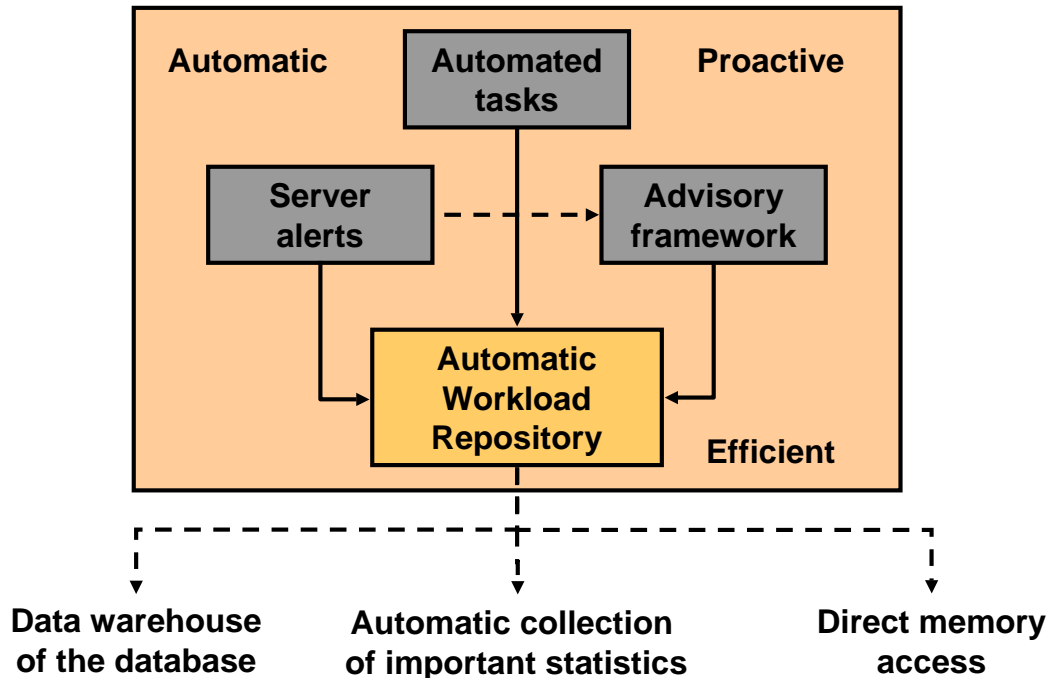 Automatic
Automated
tasks
Proactive
Server
alerts
Advisory
framework
Automatic
Workload
Repository
Efficient
Data warehouse
of the database
Automatic collection
of important statistics
Direct memory
access